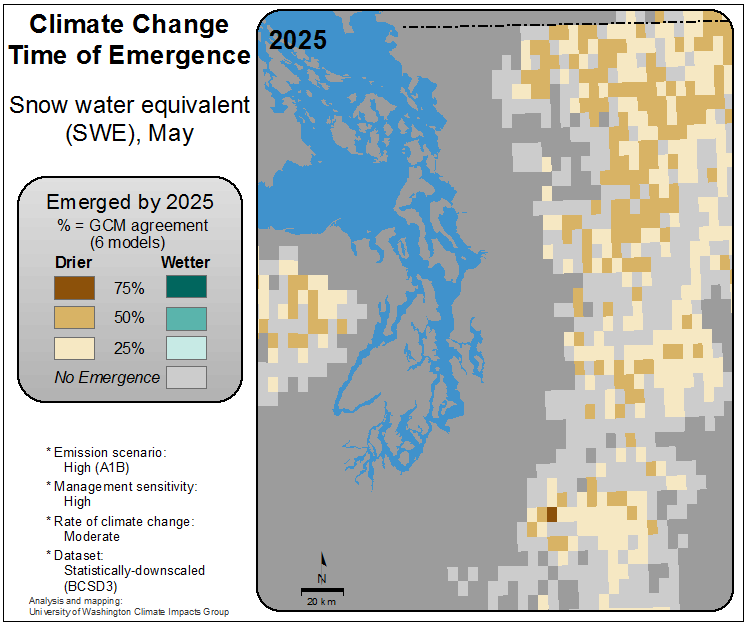 Climate Change
Time of Emergence
Snow water equivalent
(SWE), May
Emerged by 2025
% = GCM agreement
(6 models)
Drier Wetter
75%
50%
25%
No Emergence
* Emission scenario:
High (A1B)
* Management sensitivity:
High
* Rate of climate change:
Moderate
* Dataset:
Statistically-downscaled
(BCSD3)
Analysis and mapping:
University of Washington Climate Impacts Group
2025
N
20 km